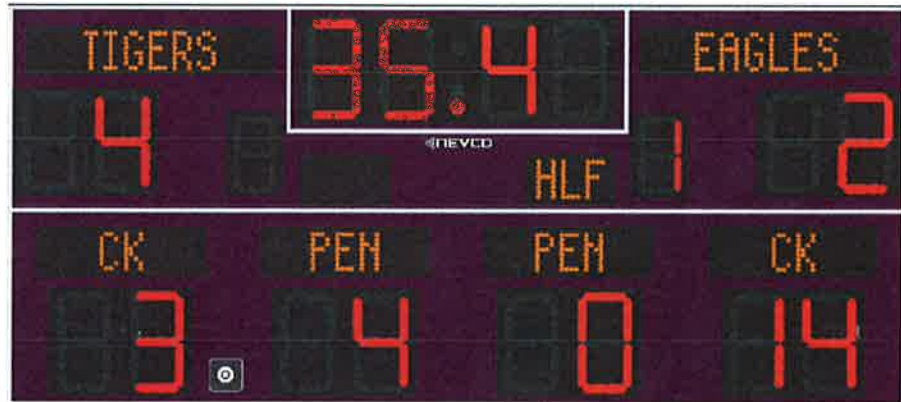 TIGERS 35.4 EAGLES
4 HLF 1 2
NEVCO
CK PEN PEN CK
3 4 0 14